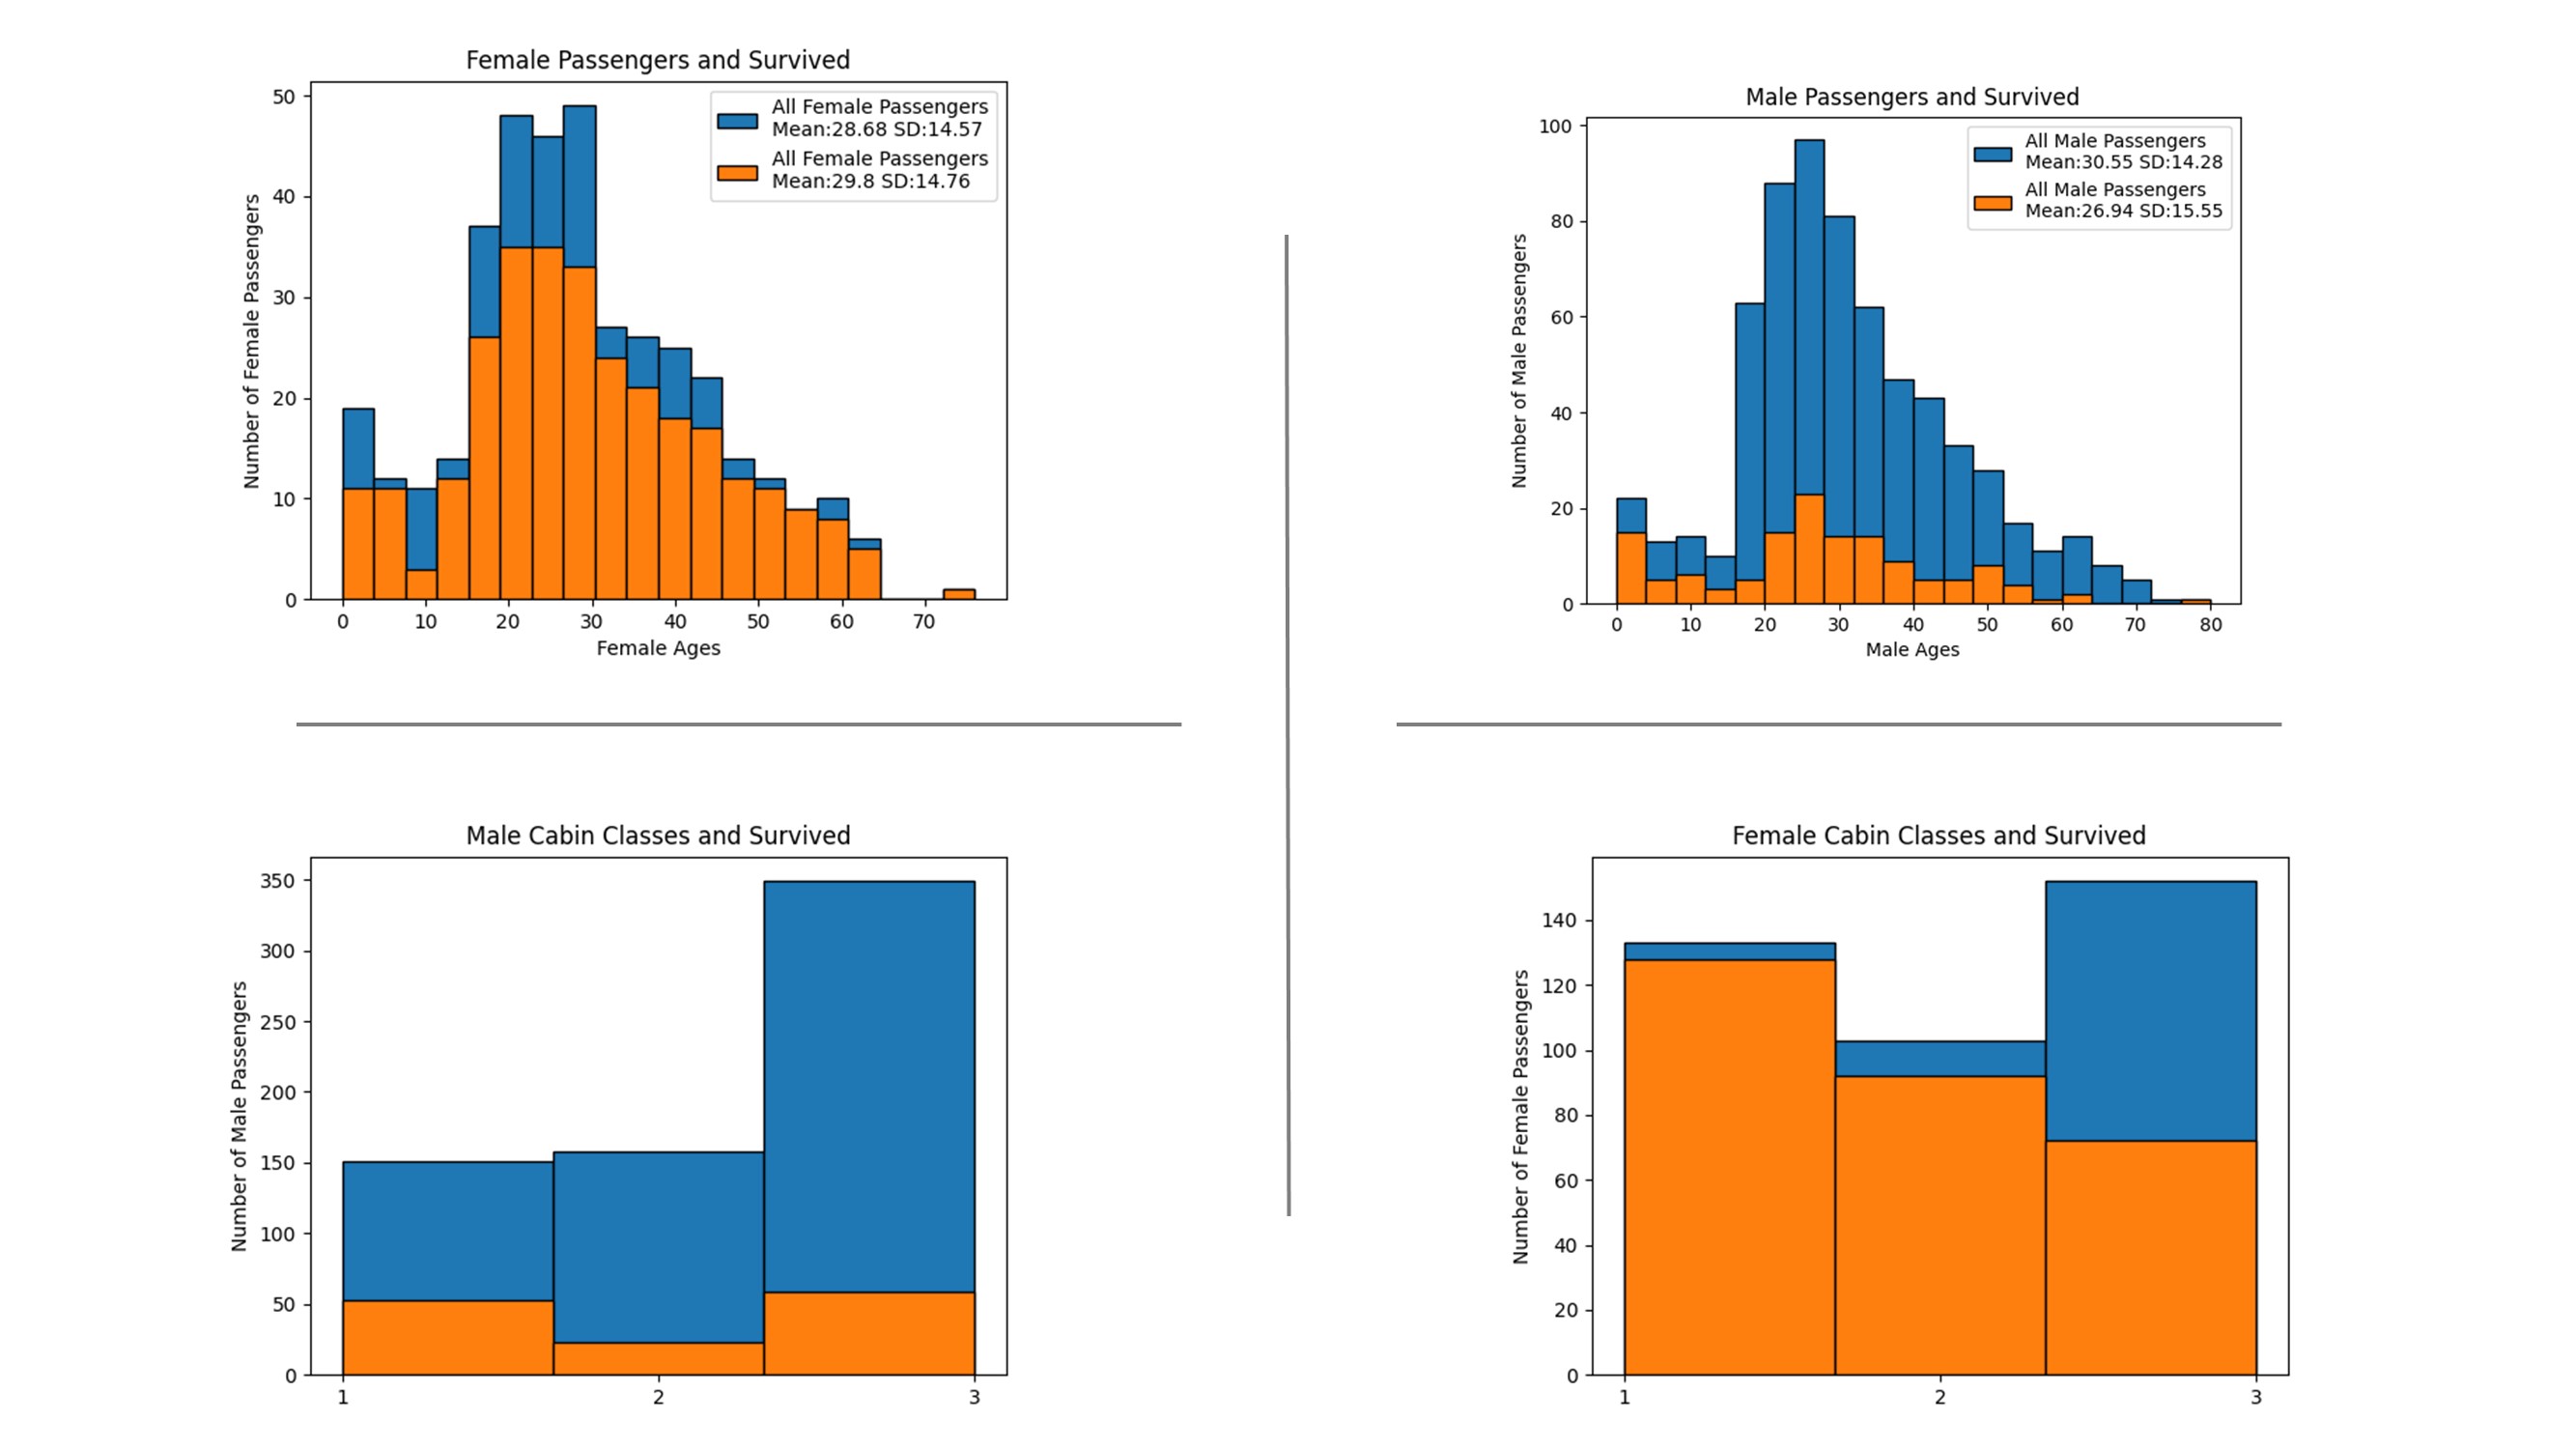 Female Passengers and Survived
50
40
30
20
10
0
Number of Female Passengers
All Female Passengers
Mean:28.68 SD:14.57
All Female Passengers
Mean:29.8 SD:14.76
0 10 20 30 40 50 60 70
Female Ages
Male Passengers and Survived
100
80
60
40
20
0
Number of Male Passengers
All Male Passengers
Mean:30.55 SD:14.28
All Male Passengers
Mean:26.94 SD:15.55
0 10 20 30 40 50 60 70 80
Male Ages
Male Cabin Classes and Survived
350
300
250
200
150
100
50
0
Number of Male Passengers
1 2 3
Female Cabin Classes and Survived
140
120
100
80
60
40
20
0
Number of Female Passengers
1 2 3